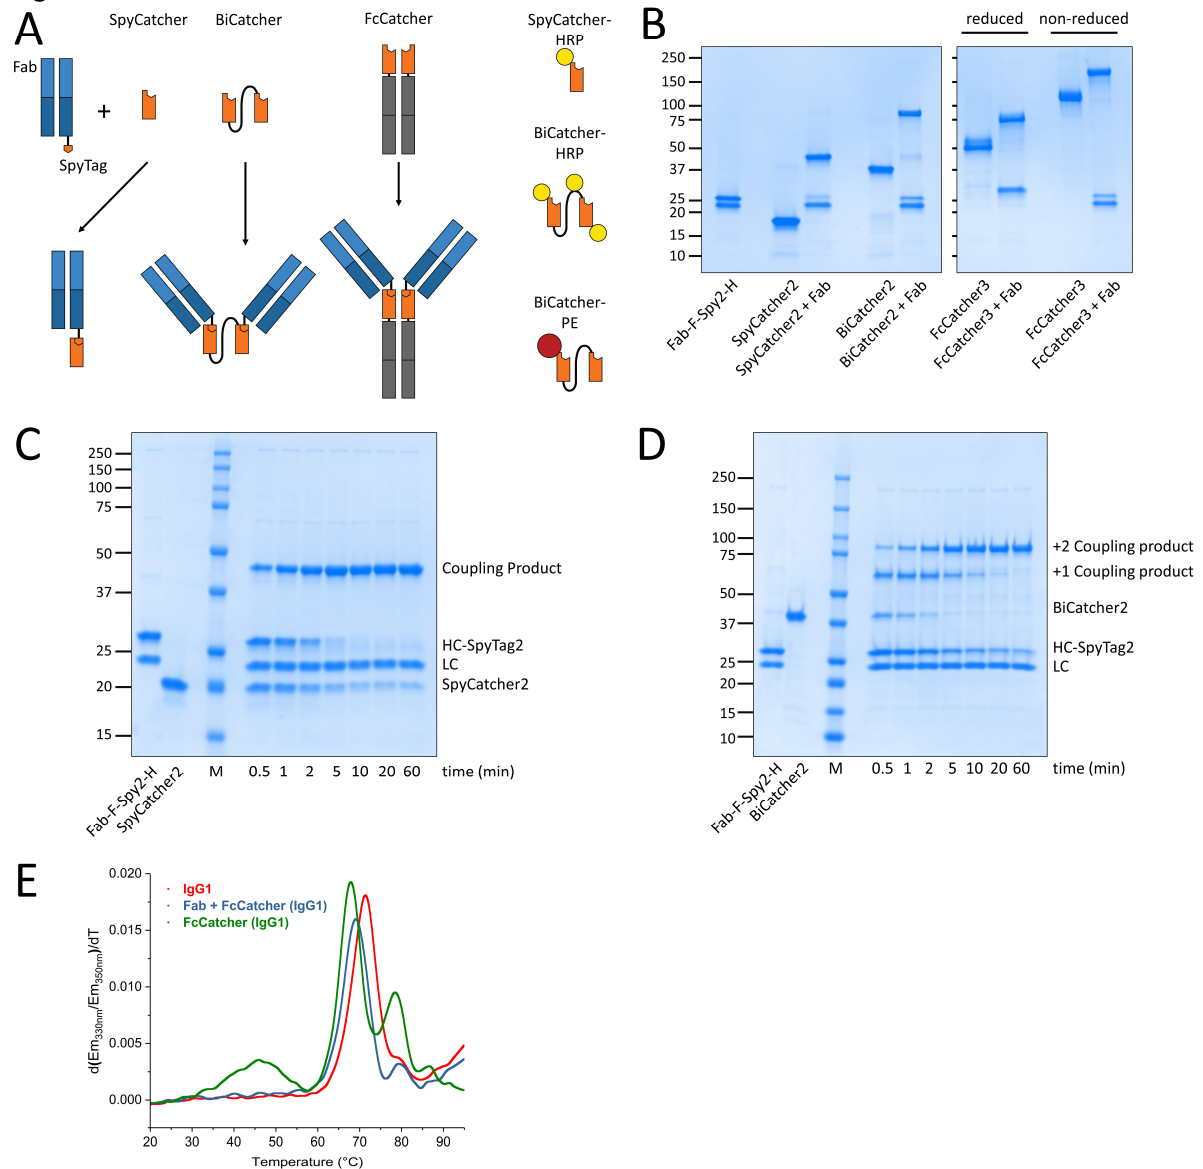 A
SpyCatcher
BiCatcher
FcCatcher
SpyCatcher-
HRP
Fab
+
SpyTag
BiCatcher-
HRP
BiCatcher-
PE
B
reduced
non-reduced
250
150
100
75
50
37
25
20
15
10
Fab-F-Spy2-H
SpyCatcher2
SpyCatcher2 + Fab
BiCatcher2
BiCatcher2 + Fab
FcCatcher3
FcCatcher3 + Fab
FcCatcher3
FcCatcher3 + Fab
C
250
150
100
75
50
37
25
20
15
Coupling Product
HC-SpyTag2
LC
SpyCatcher2
Fab-F-Spy2-H
SpyCatcher2
M
0.5 1 2 5 10 20 60
time (min)
D
250
150
100
75
50
37
25
20
15
10
+2 Coupling product
+1 Coupling product
BiCatcher2
HC-SpyTag2
LC
Fab-F-Spy2-H
BiCatcher2
M
0.5 1 2 5 10 20 60
time (min)
E
0.020
0.015
0.010
0.005
0.000
d(Em330nm/Em350nm)/dT
IgG1
Fab + FcCatcher (IgG1)
FcCatcher (IgG1)
20 30 40 50 60 70 80 90
Temperature (°C)